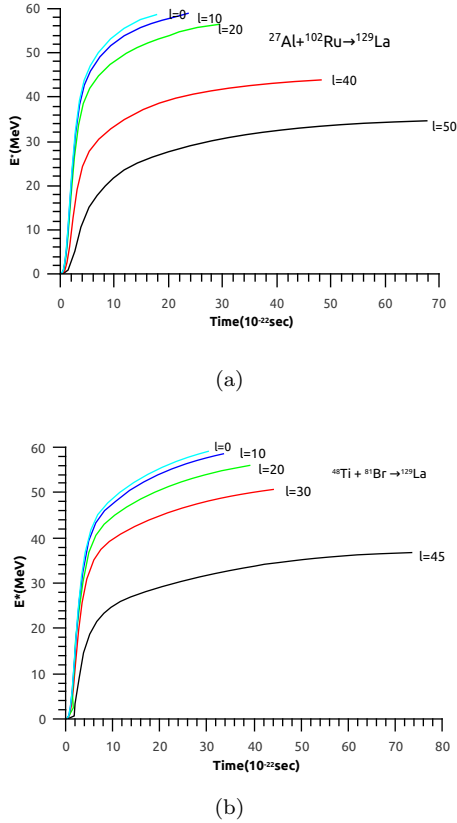 60
50
40
30
20
10
0
E*(MeV)
l=0
l=10
l=20
²⁷Al+¹⁰²Ru→¹²⁹La
l=40
l=50
0 10 20 30 40 50 60 70
Time(10⁻²²sec)
(a)
60
50
40
30
20
10
0
E*(MeV)
l=0
l=10
l=20
⁴⁸Ti + ⁸¹Br →¹²⁹La
l=30
l=45
0 10 20 30 40 50 60 70 80
Time(10⁻²²sec)
(b)